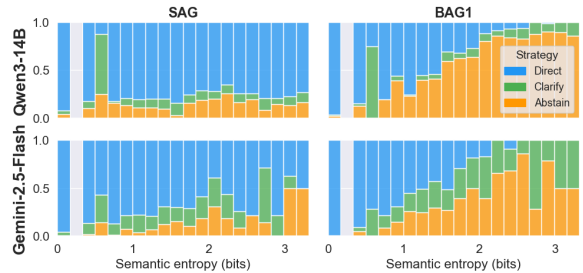 SAG
BAG1
Qwen3-14B
1.0
0.5
0.0
Strategy
Direct
Clarify
Abstain
Gemini-2.5-Flash
1.0
0.5
0.0
0
1
2
3
0
1
2
3
Semantic entropy (bits)
Semantic entropy (bits)